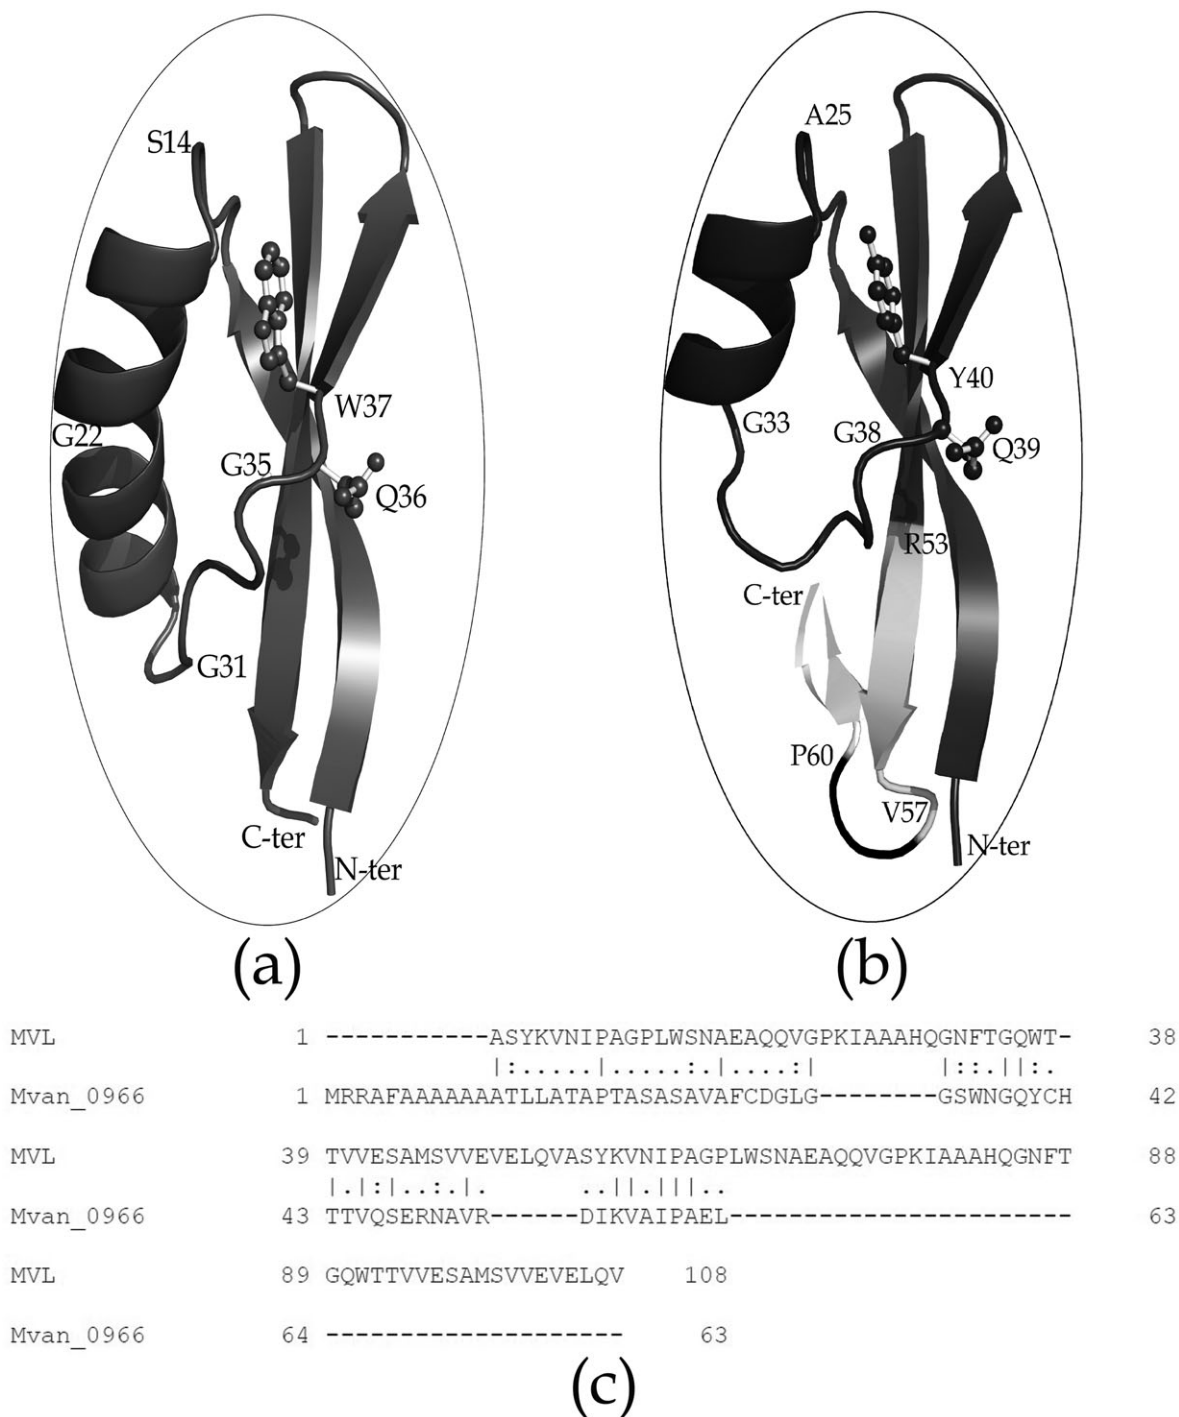 S14
A25
W37
Y40
G22
G35
Q36
G33
G38
Q39
R53
C-ter
G31
P60
V57
C-ter
N-ter
N-ter
(a)
(b)
MVL 1 -----------ASYKVNIPAGPLWSNAEAQQVGPKIAAAHQGNFTGQWT- 38
|:.....|.....:.|....:| |::.||:.
Mvan_0966 1 MRRAFAAAAAAAATLLATAPTASASAVAFCDGLG--------GSWNGQYCH 42
MVL 39 TVVESAMSVVEVELQVASYKVNIPAGPLWSNAEAQQVGPKIAAAHQGNFT 88
|.|:|..:.|. ..||.|||..
Mvan_0966 43 TTVQSERNAVR------DIKVAIPAEL----------------------- 63
MVL 89 GQWTTVVESAMSVVEVELQV 108
Mvan_0966 64 -------------------- 63
(c)